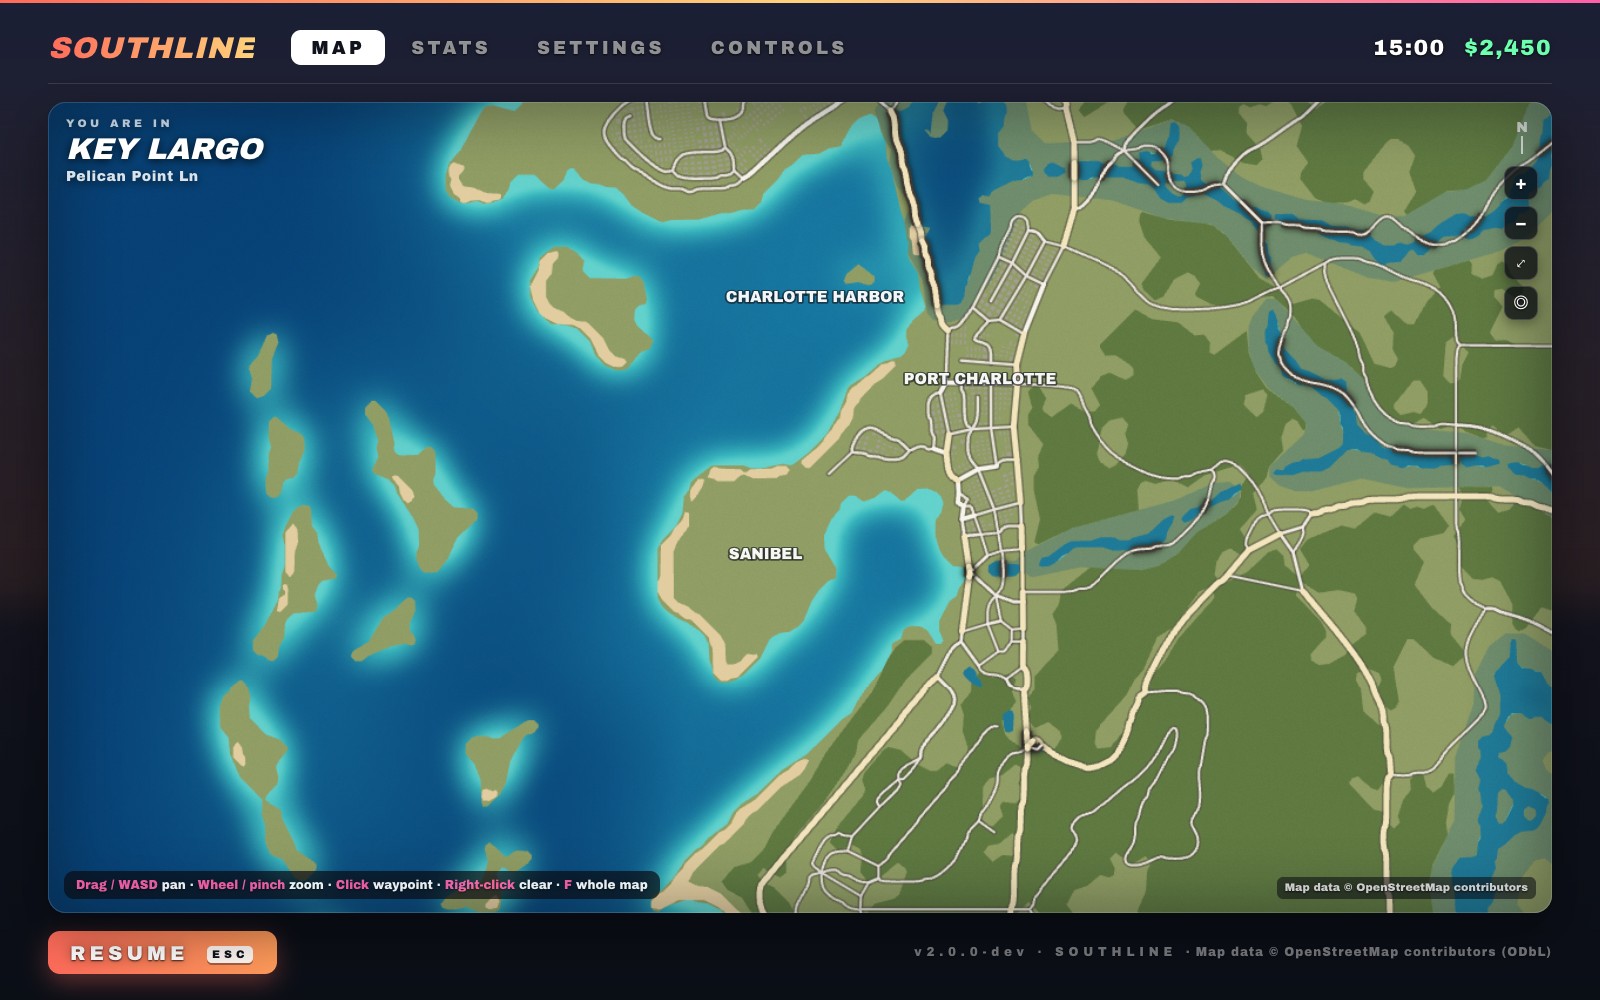 SOUTHLINE
MAP
STATS
SETTINGS
CONTROLS
15:00 $2,450
YOU ARE IN
KEY LARGO
Pelican Point Ln
N
+
−
CHARLOTTE HARBOR
PORT CHARLOTTE
SANIBEL
Drag / WASD pan · Wheel / pinch zoom · Click waypoint · Right-click clear · F whole map
Map data © OpenStreetMap contributors
RESUME ESC
v2.0.0-dev · SOUTHLINE · Map data © OpenStreetMap contributors (ODbL)